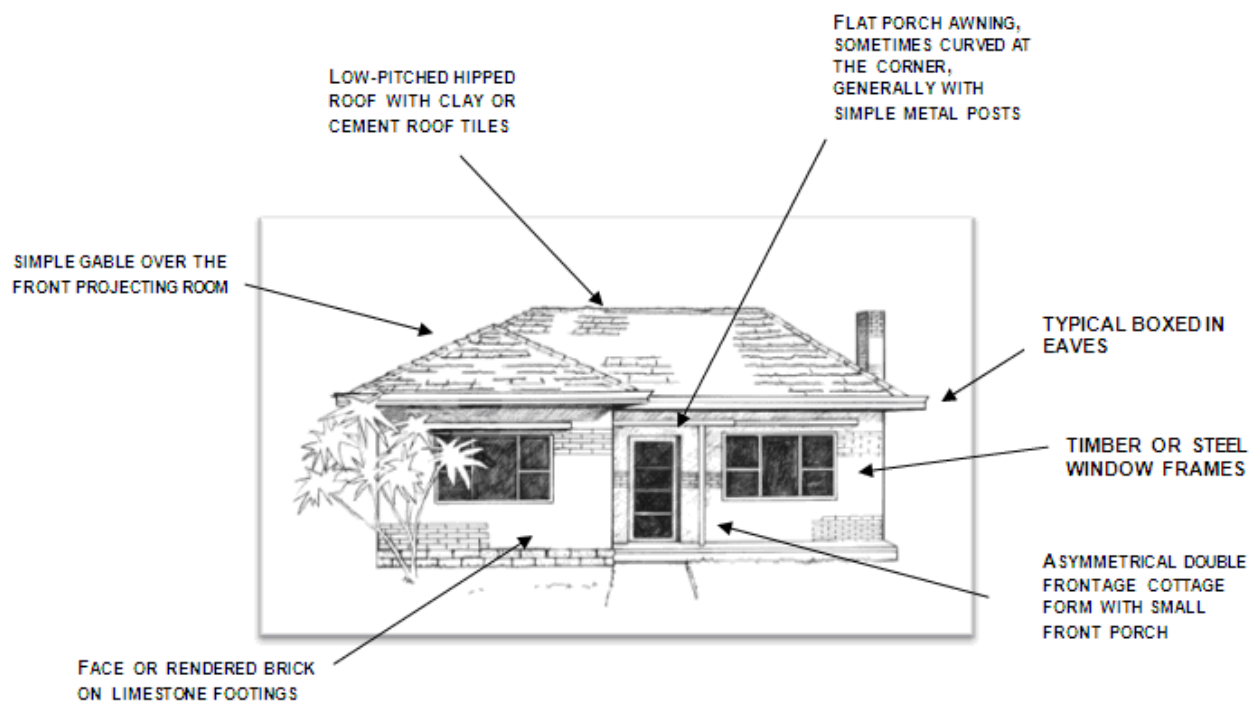 FLAT PORCH AWNING,
SOMETIMES CURVED AT
THE CORNER,
GENERALLY WITH
SIMPLE METAL POSTS
LOW-PITCHED HIPPED
ROOF WITH CLAY OR
CEMENT ROOF TILES
SIMPLE GABLE OVER THE
FRONT PROJECTING ROOM
TYPICAL BOXED IN
EAVES
TIMBER OR STEEL
WINDOW FRAMES
ASYMMETRICAL DOUBLE
FRONTAGE COTTAGE
FORM WITH SMALL
FRONT PORCH
FACE OR RENDERED BRICK
ON LIMESTONE FOOTINGS